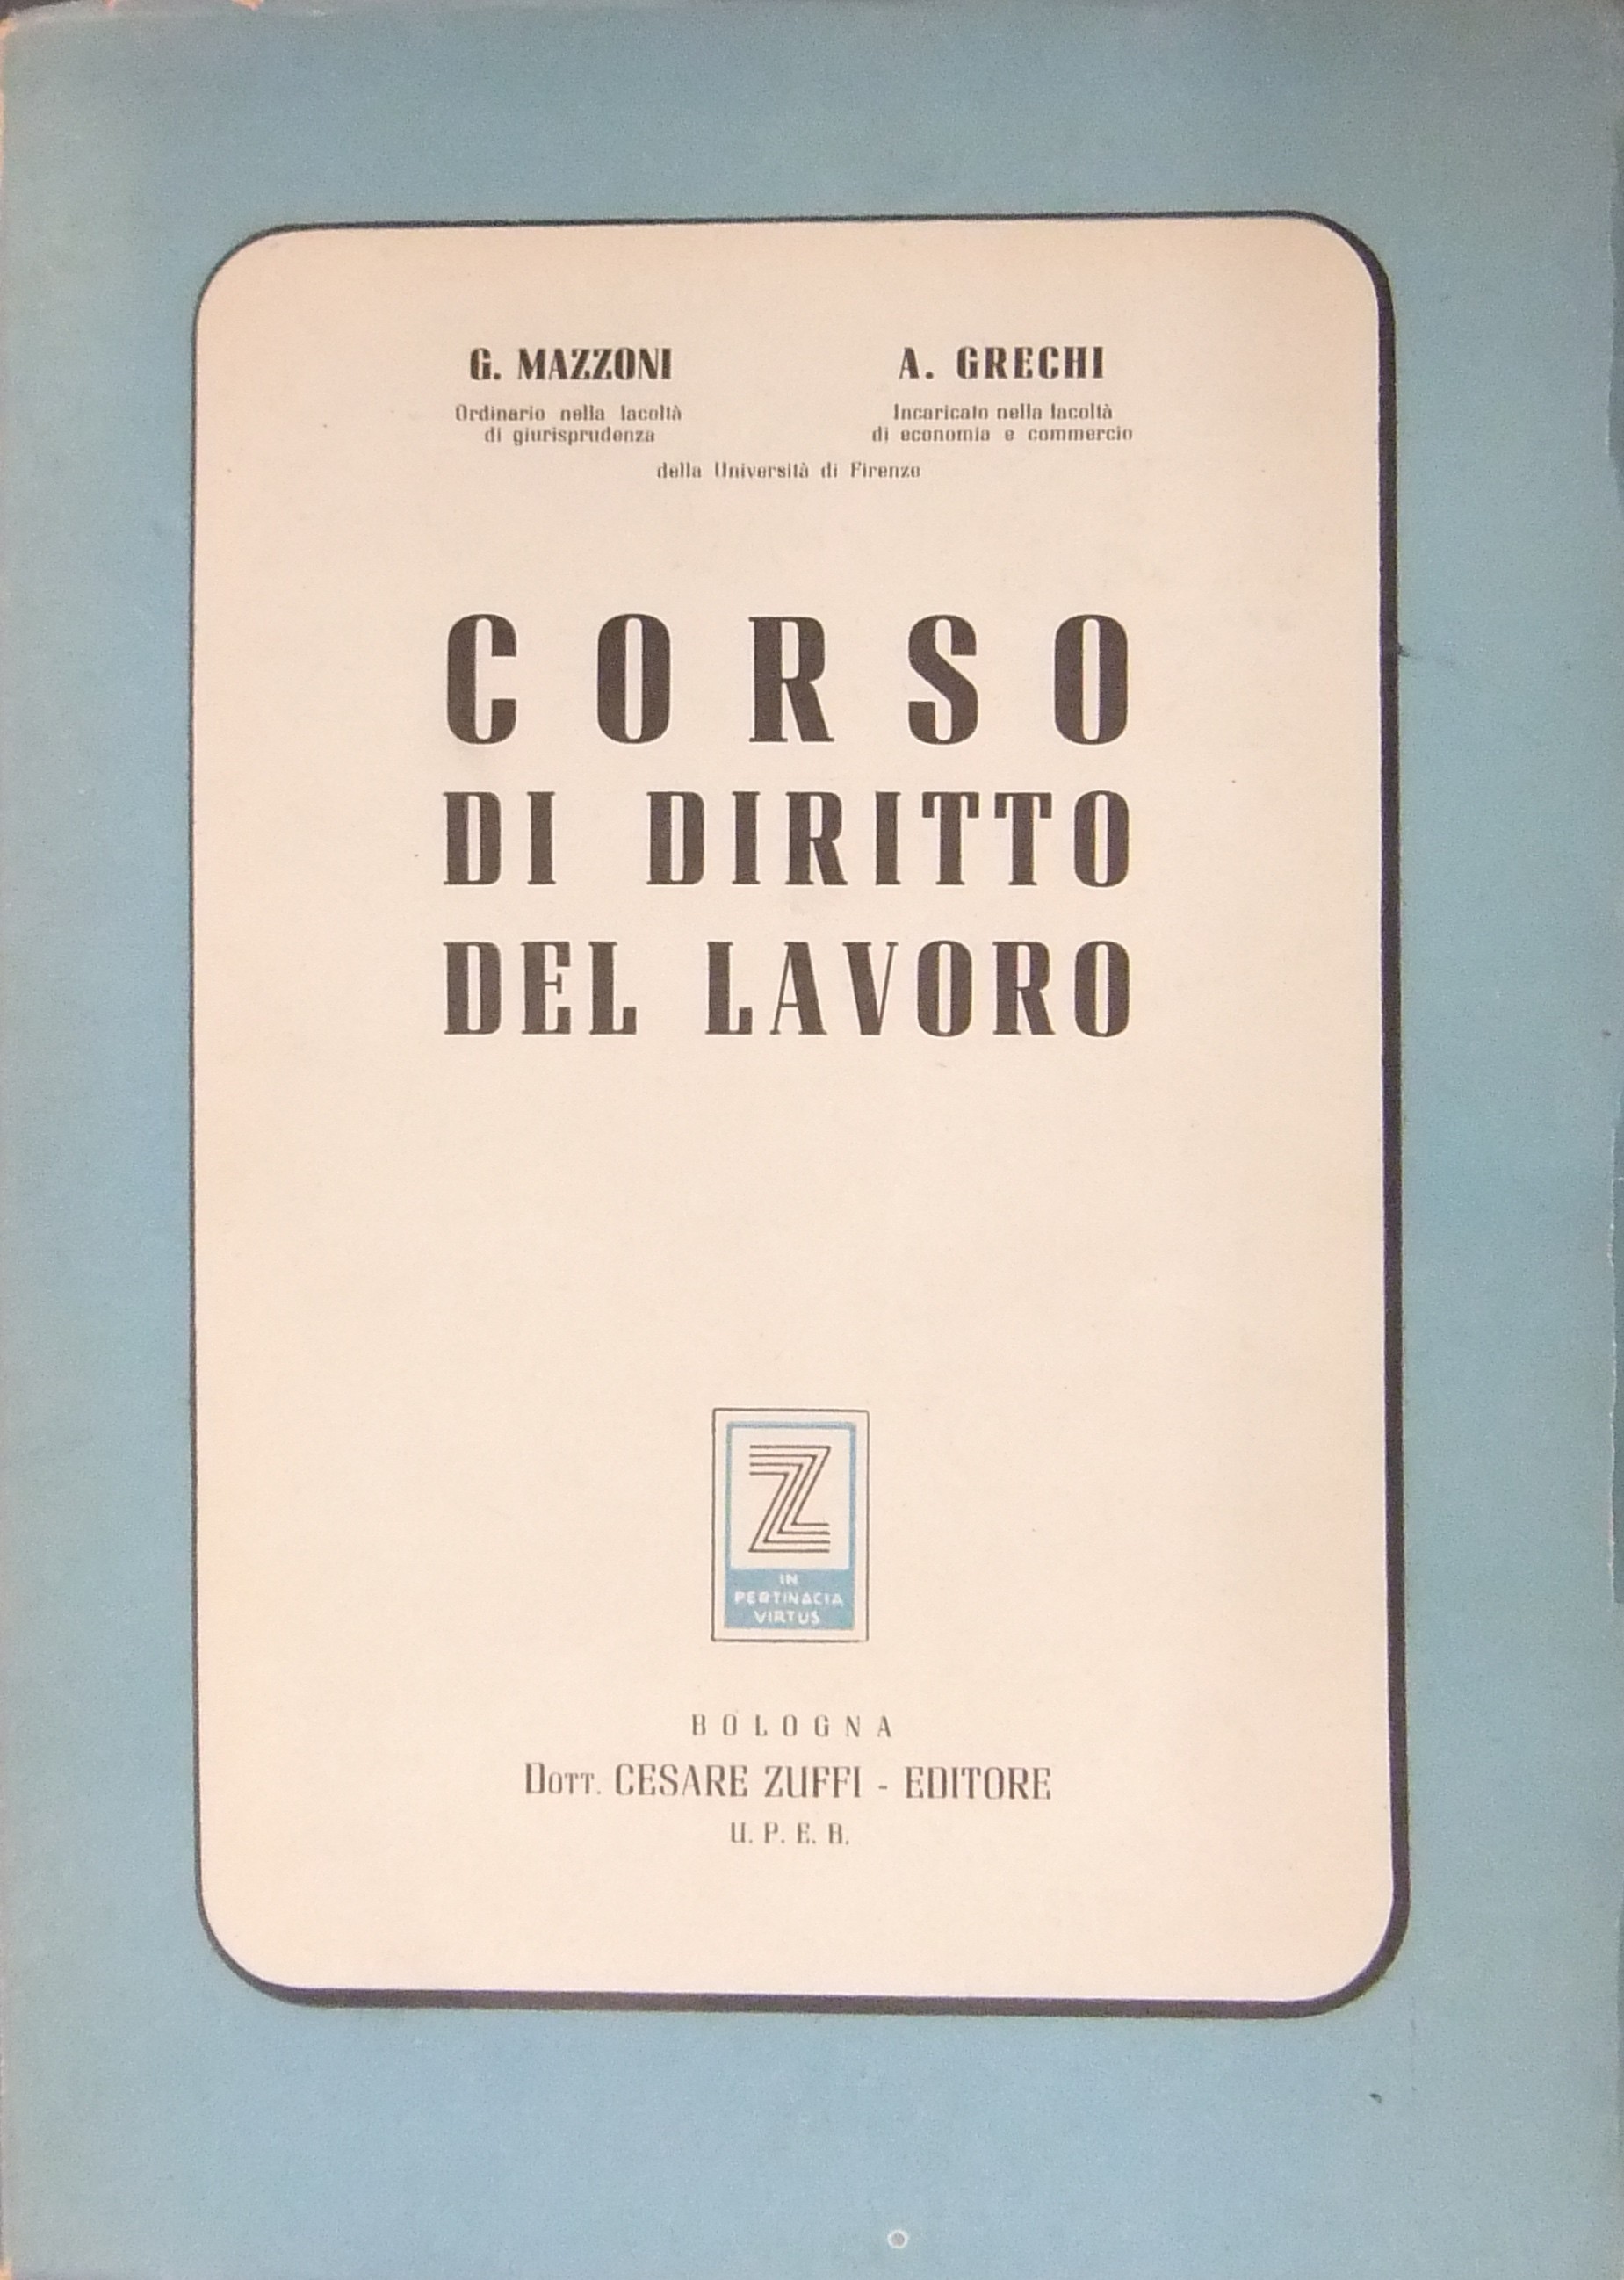 G. MAZZONI A. GRECHI
Ordinario nella facoltà Incaricato nella facoltà
di giurisprudenza di economia e commercio
della Università di Firenze
CORSO
DI DIRITTO
DEL LAVORO
Z
IN
PERTINACIA
VIRTUS
BOLOGNA
DOTT. CESARE ZUFFI - EDITORE
U. P. E. B.